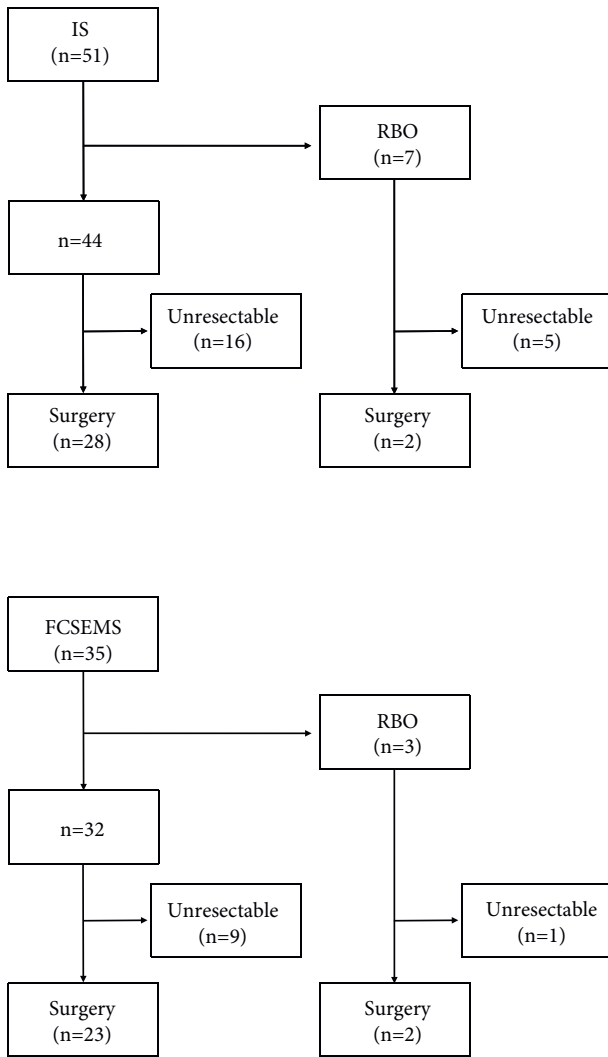 IS
(n=51)
RBO
(n=7)
n=44
Unresectable
(n=16)
Unresectable
(n=5)
Surgery
(n=28)
Surgery
(n=2)
FCSEMS
(n=35)
RBO
(n=3)
n=32
Unresectable
(n=9)
Unresectable
(n=1)
Surgery
(n=23)
Surgery
(n=2)